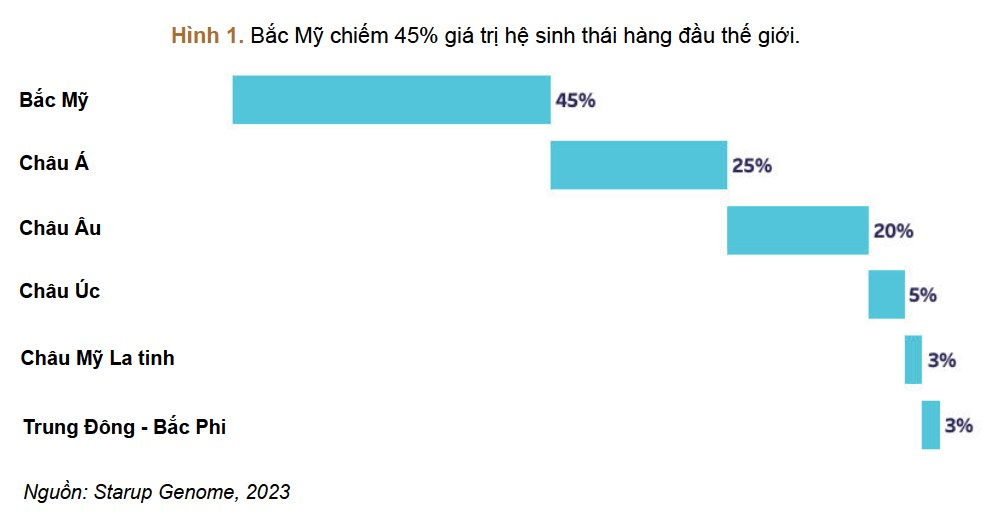 Hình 1. Bắc Mỹ chiếm 45% giá trị hệ sinh thái hàng đầu thế giới.
Bắc Mỹ 45%
Châu Á 25%
Châu Âu 20%
Châu Úc 5%
Châu Mỹ La tinh 3%
Trung Đông - Bắc Phi 3%
Nguồn: Starup Genome, 2023